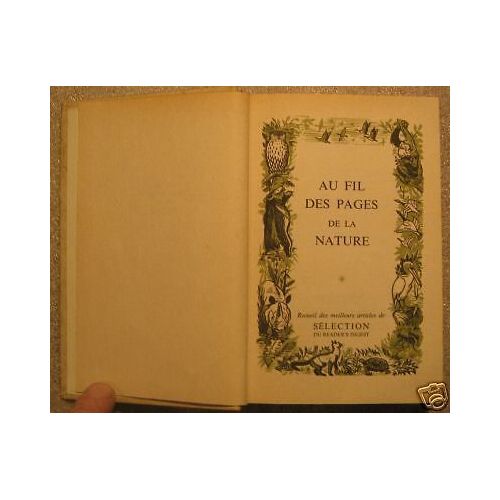 AU FIL
DES PAGES
DE LA
NATURE
Recueil des meilleurs articles de
SÉLECTION
DU READER'S DIGEST